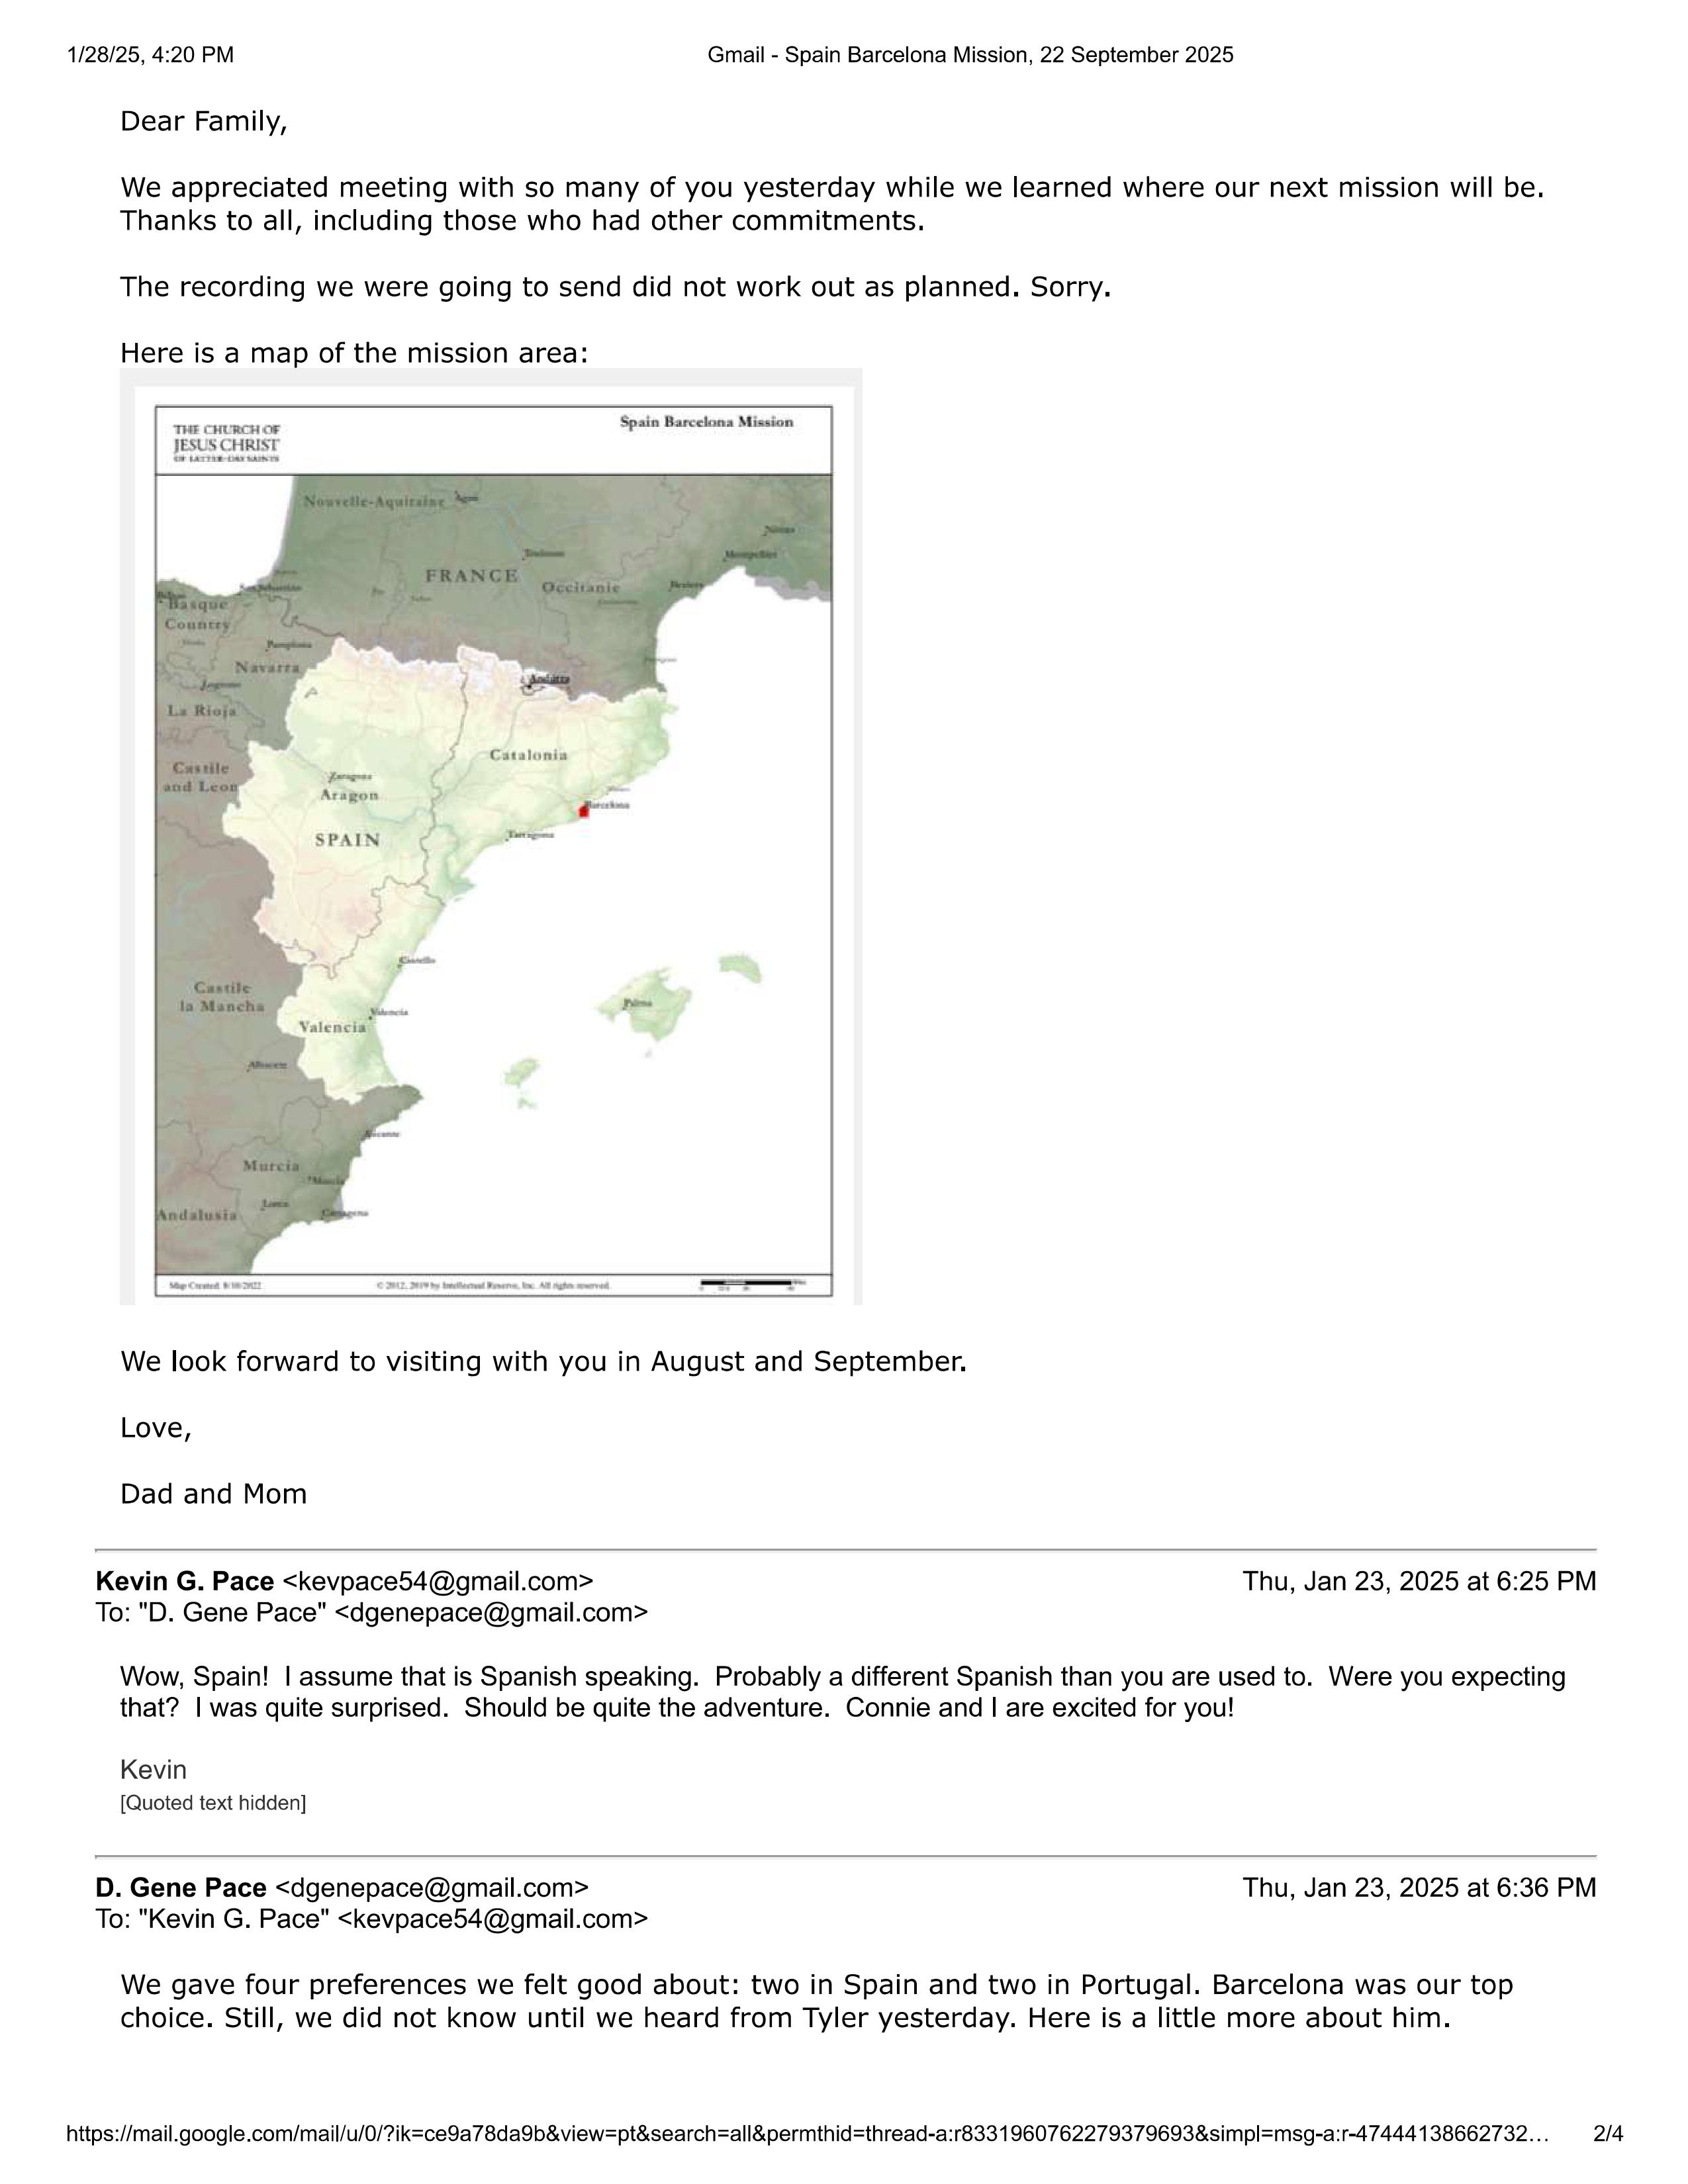 1/28/25, 4:20 PM
Gmail - Spain Barcelona Mission, 22 September 2025
Dear Family,
We appreciated meeting with so many of you yesterday while we learned where our next mission will be.
Thanks to all, including those who had other commitments.
The recording we were going to send did not work out as planned. Sorry.
Here is a map of the mission area:
THE CHURCH OF
JESUS CHRIST
OF LATTER-DAY SAINTS
Spain Barcelona Mission
Nouvelle-Aquitaine
Agen
Nimes
Toulouse
Montpellier
FRANCE
Occitanie
Beziers
San Sebastian
Bilbao
Basque
Country
Pamplona
Navarra
Logrono
Andorra
La Rioja
Catalonia
Castile
and Leon
Zaragoza
Aragon
Barcelona
SPAIN
Tarragona
Castello
Castile
la Mancha
Palma
Valencia
Valencia
Albacete
Alicante
Murcia
Murcia
Lorca
Andalusia
Cartagena
Map Created: 8/10/2022
© 2012, 2019 by Intellectual Reserve, Inc. All rights reserved.
We look forward to visiting with you in August and September.
Love,
Dad and Mom
Kevin G. Pace <kevpace54@gmail.com>
Thu, Jan 23, 2025 at 6:25 PM
To: "D. Gene Pace" <dgenepace@gmail.com>
Wow, Spain!  I assume that is Spanish speaking.  Probably a different Spanish than you are used to.  Were you expecting
that?  I was quite surprised.  Should be quite the adventure.  Connie and I are excited for you!
Kevin
[Quoted text hidden]
D. Gene Pace <dgenepace@gmail.com>
Thu, Jan 23, 2025 at 6:36 PM
To: "Kevin G. Pace" <kevpace54@gmail.com>
We gave four preferences we felt good about: two in Spain and two in Portugal. Barcelona was our top
choice. Still, we did not know until we heard from Tyler yesterday. Here is a little more about him.
https://mail.google.com/mail/u/0/?ik=ce9a78da9b&view=pt&search=all&permthid=thread-a:r8331960762279379693&simpl=msg-a:r-47444138662732…
2/4